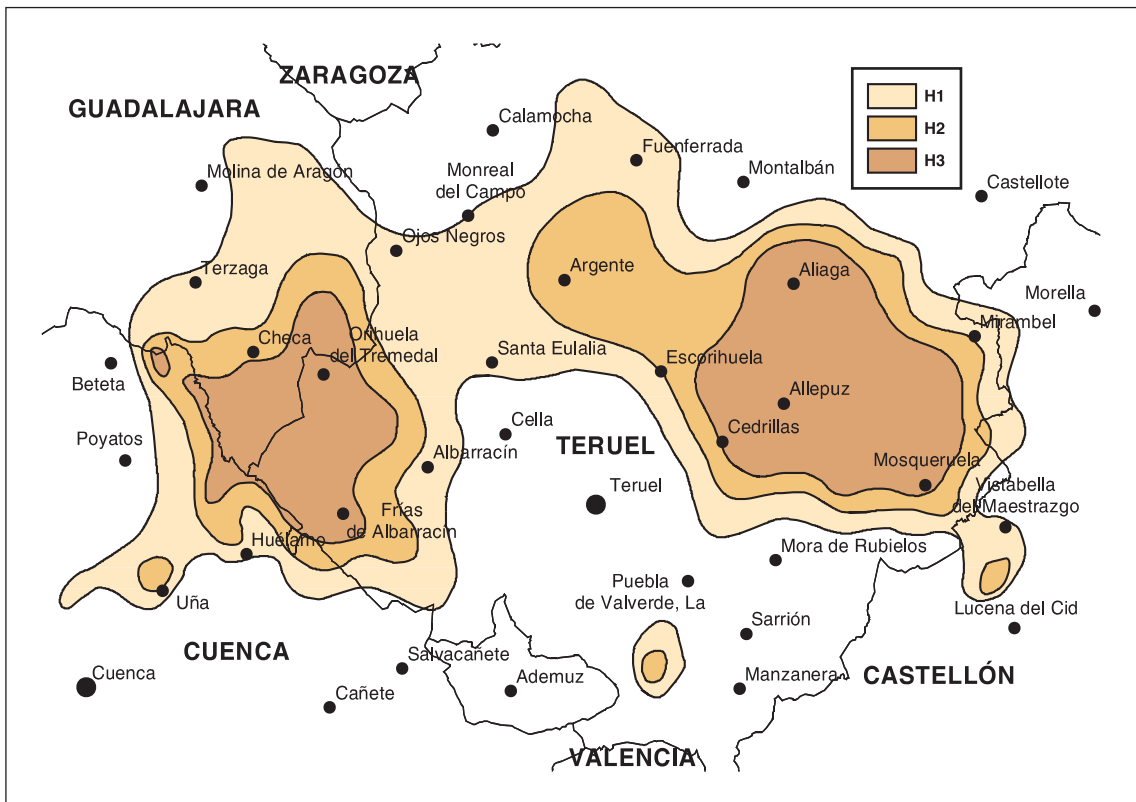 ZARAGOZA
GUADALAJARA
H1
H2
H3
Calamocha
Fuenferrada
Molina de Aragón
Monreal
del Campo
Montalbán
Castellote
Ojos Negros
Terzaga
Argente
Aliaga
Morella
Mirambel
Checa
Orihuela
del Tremedal
Santa Eulalia
Escorihuela
Beteta
Allepuz
Poyatos
Cella
Cedrillas
TERUEL
Albarracín
Mosqueruela
Teruel
Vistabella
del Maestrazgo
Frías
de Albarracín
Huélamo
Mora de Rubielos
Puebla
de Valverde, La
Uña
Lucena del Cid
Sarrión
CUENCA
Salvacañete
CASTELLÓN
Cuenca
Cañete
Ademuz
Manzanera
VALENCIA